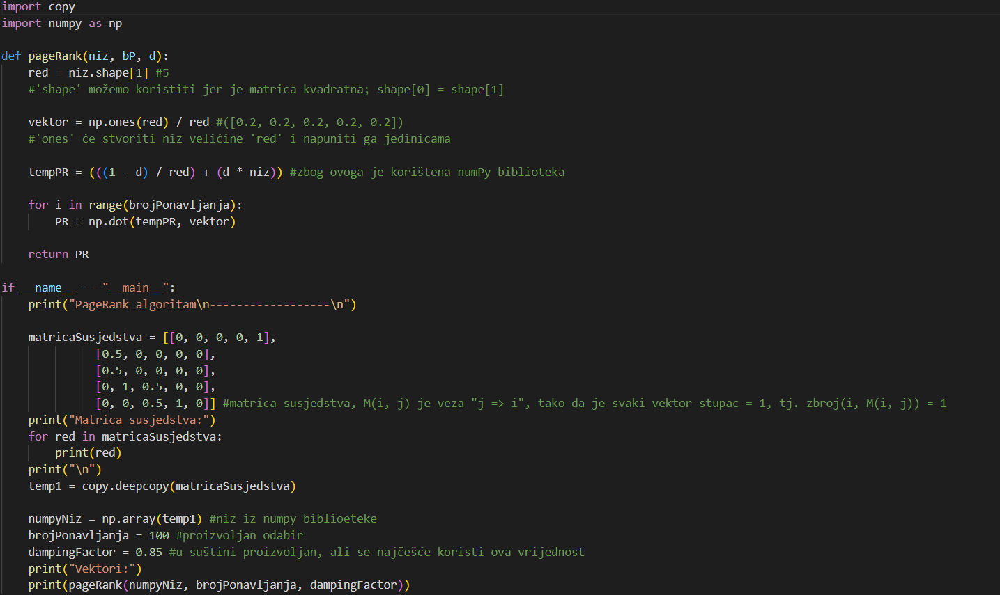 import copy
import numpy as np
def pageRank(niz, bP, d):
    red = niz.shape[1] #5
    #'shape' možemo koristiti jer je matrica kvadratna; shape[0] = shape[1]
    vektor = np.ones(red) / red #([0.2, 0.2, 0.2, 0.2, 0.2])
    #'ones' će stvoriti niz veličine 'red' i napuniti ga jedinicama
    tempPR = (((1 - d) / red) + (d * niz)) #zbog ovoga je korištena numPy biblioteka
    for i in range(brojPonavljanja):
        PR = np.dot(tempPR, vektor)
    return PR
if __name__ == "__main__":
    print("PageRank algoritam\n------------------\n")
    matricaSusjedstva = [[0, 0, 0, 0, 1],
              [0.5, 0, 0, 0, 0],
              [0.5, 0, 0, 0, 0],
              [0, 1, 0.5, 0, 0],
              [0, 0, 0.5, 1, 0]] #matrica susjedstva, M(i, j) je veza "j => i", tako da je svaki vektor stupac = 1, tj. zbroj(i, M(i, j)) = 1
    print("Matrica susjedstva:")
    for red in matricaSusjedstva:
        print(red)
    print("\n")
    temp1 = copy.deepcopy(matricaSusjedstva)
    numpyNiz = np.array(temp1) #niz iz numpy biblioeteke
    brojPonavljanja = 100 #proizvoljan odabir
    dampingFactor = 0.85 #u suštini proizvoljan, ali se najčešće koristi ova vrijednost
    print("Vektori:")
    print(pageRank(numpyNiz, brojPonavljanja, dampingFactor))